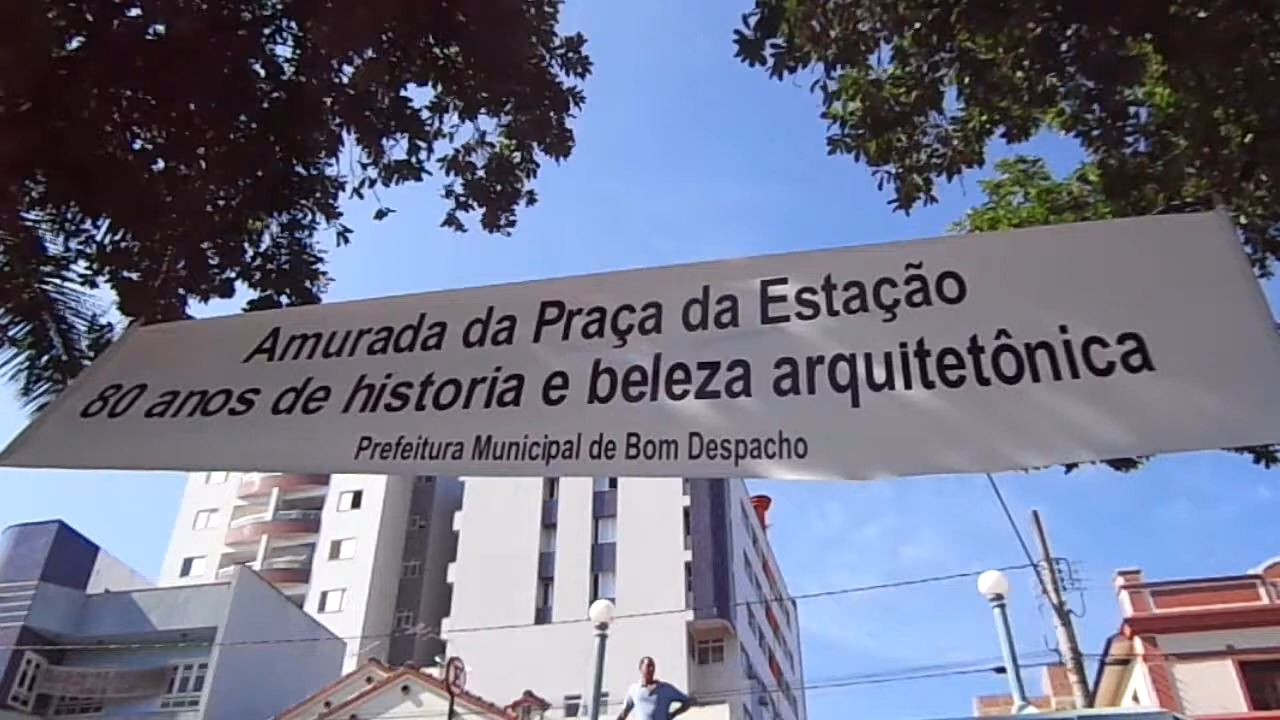 Amurada da Praça da Estação
80 anos de historia e beleza arquitetônica
Prefeitura Municipal de Bom Despacho